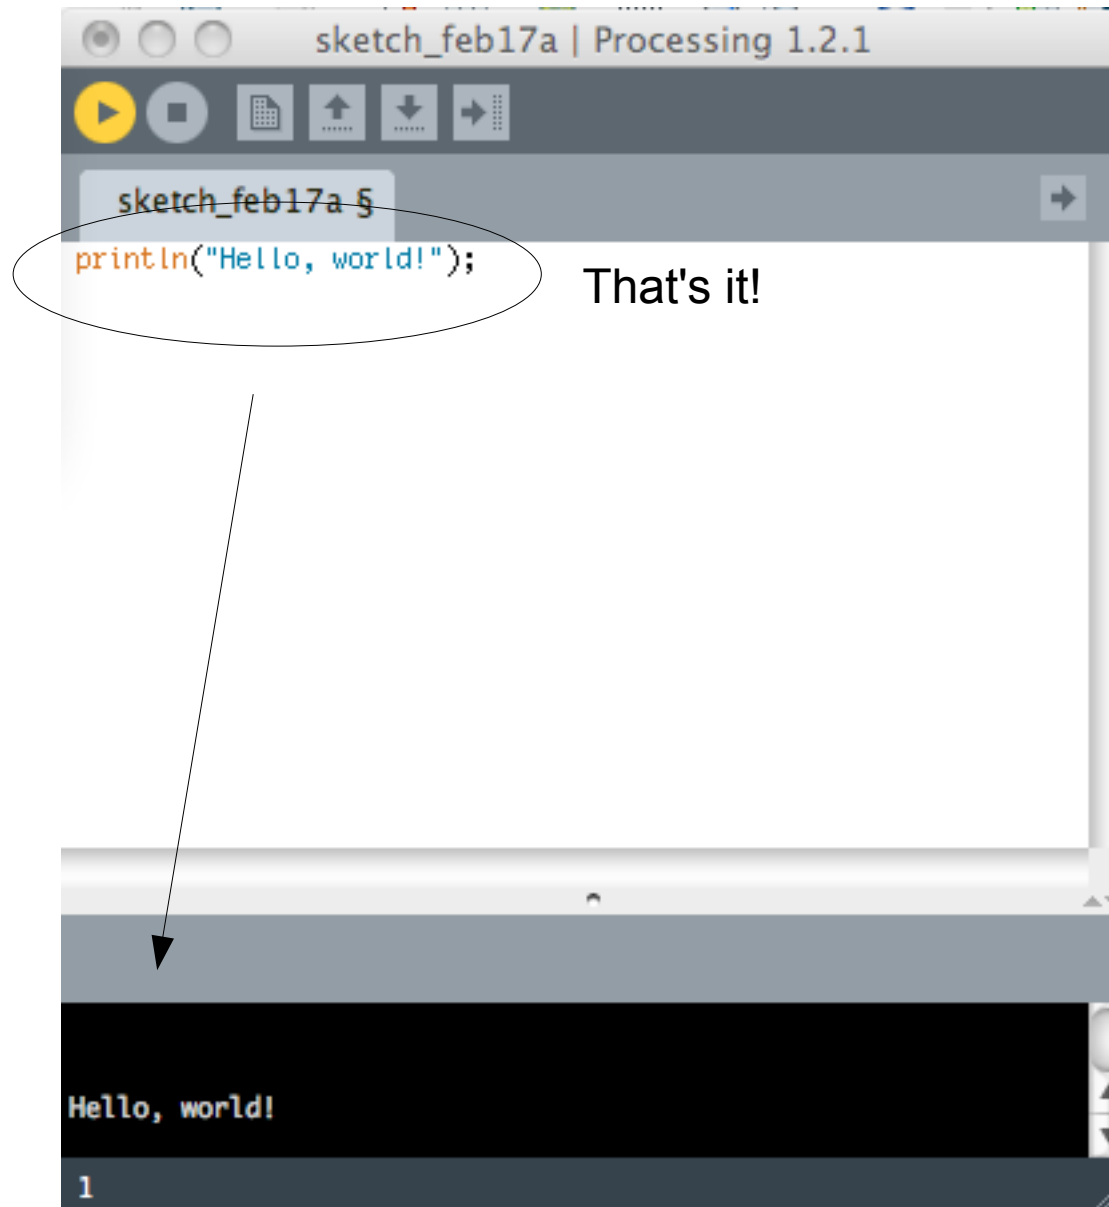 sketch_feb17a | Processing 1.2.1
sketch_feb17a §
println("Hello, world!");
That's it!
Hello, world!
1